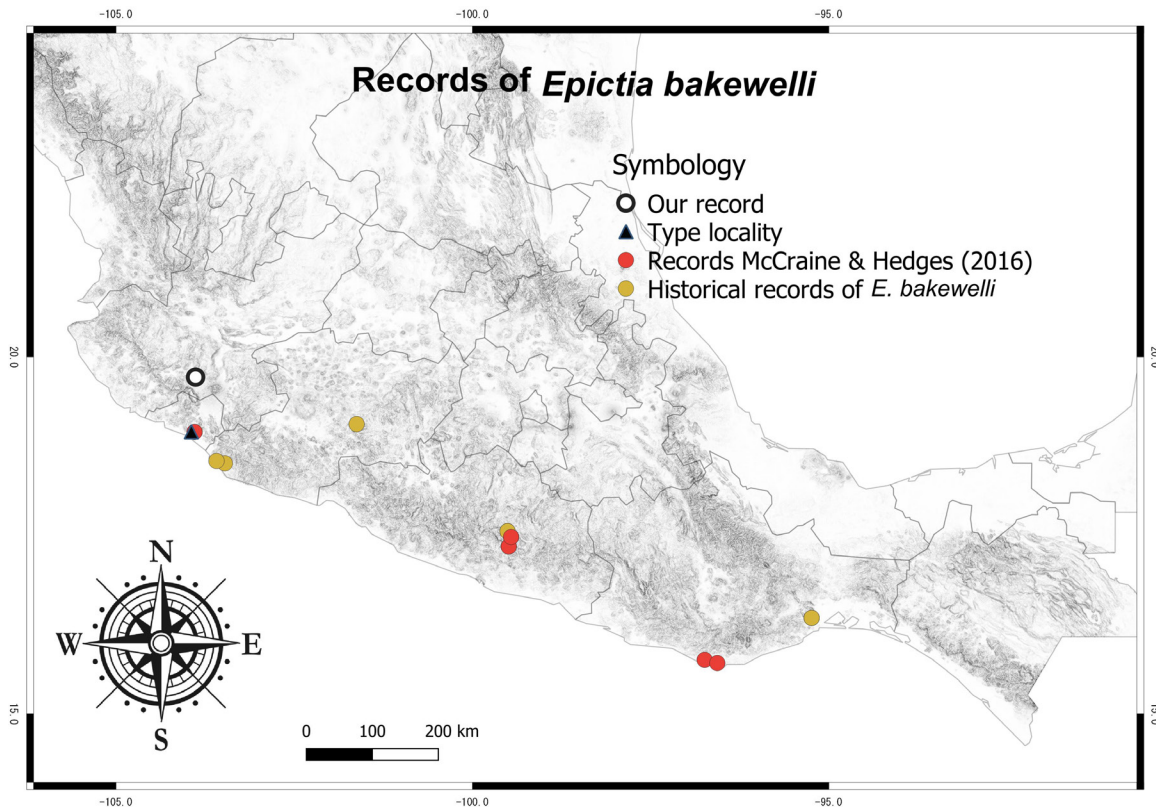 -105.0 -100.0 -95.0
Records of Epictia bakewelli
Symbology
Our record
Type locality
Records McCraine & Hedges (2016)
Historical records of E. bakewelli
20.0 20.0
N
W E
S
0 100 200 km
15.0 15.0
-105.0 -100.0 -95.0